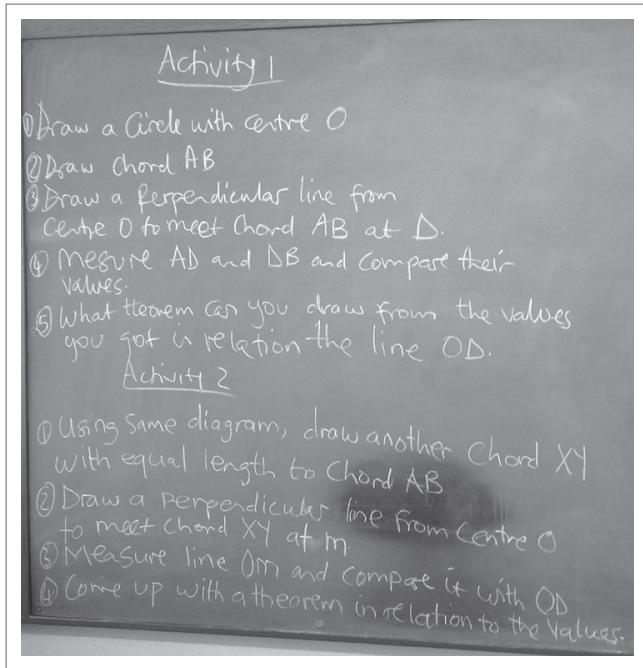 Activity 1
① Draw a Circle with centre O
② Draw Chord AB
③ Draw a Perpendicular line from
Centre O to meet Chord AB at D.
④ Mesure AD and DB and Compare their
values.
⑤ What theorem can you draw from the values
you got in relation the line OD.
Activity 2
① Using Same diagram, draw another Chord XY
with equal length to Chord AB
② Draw a perpendicular line from Centre O
to meet Chord XY at m.
③ Measure line Om and compare it with OD
④ Come up with a theorem in relation to the values.